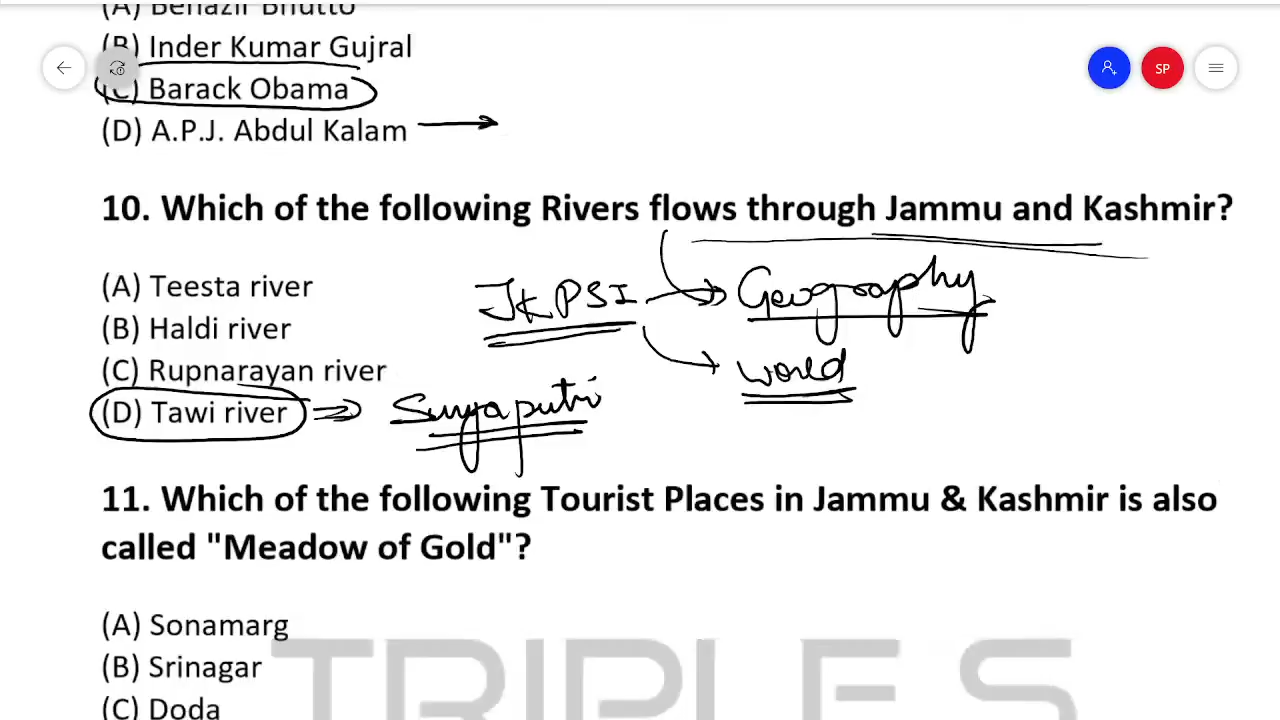 (A) Benazir Bhutto
(B) Inder Kumar Gujral
SP
(C) Barack Obama
(D) A.P.J. Abdul Kalam
10. Which of the following Rivers flows through Jammu and Kashmir?
(A) Teesta river
JKPSI
Geography
(B) Haldi river
(C) Rupnarayan river
world
(D) Tawi river
Suryaputri
11. Which of the following Tourist Places in Jammu & Kashmir is also
called "Meadow of Gold"?
(A) Sonamarg
TRIPLE S
(B) Srinagar
(C) Doda